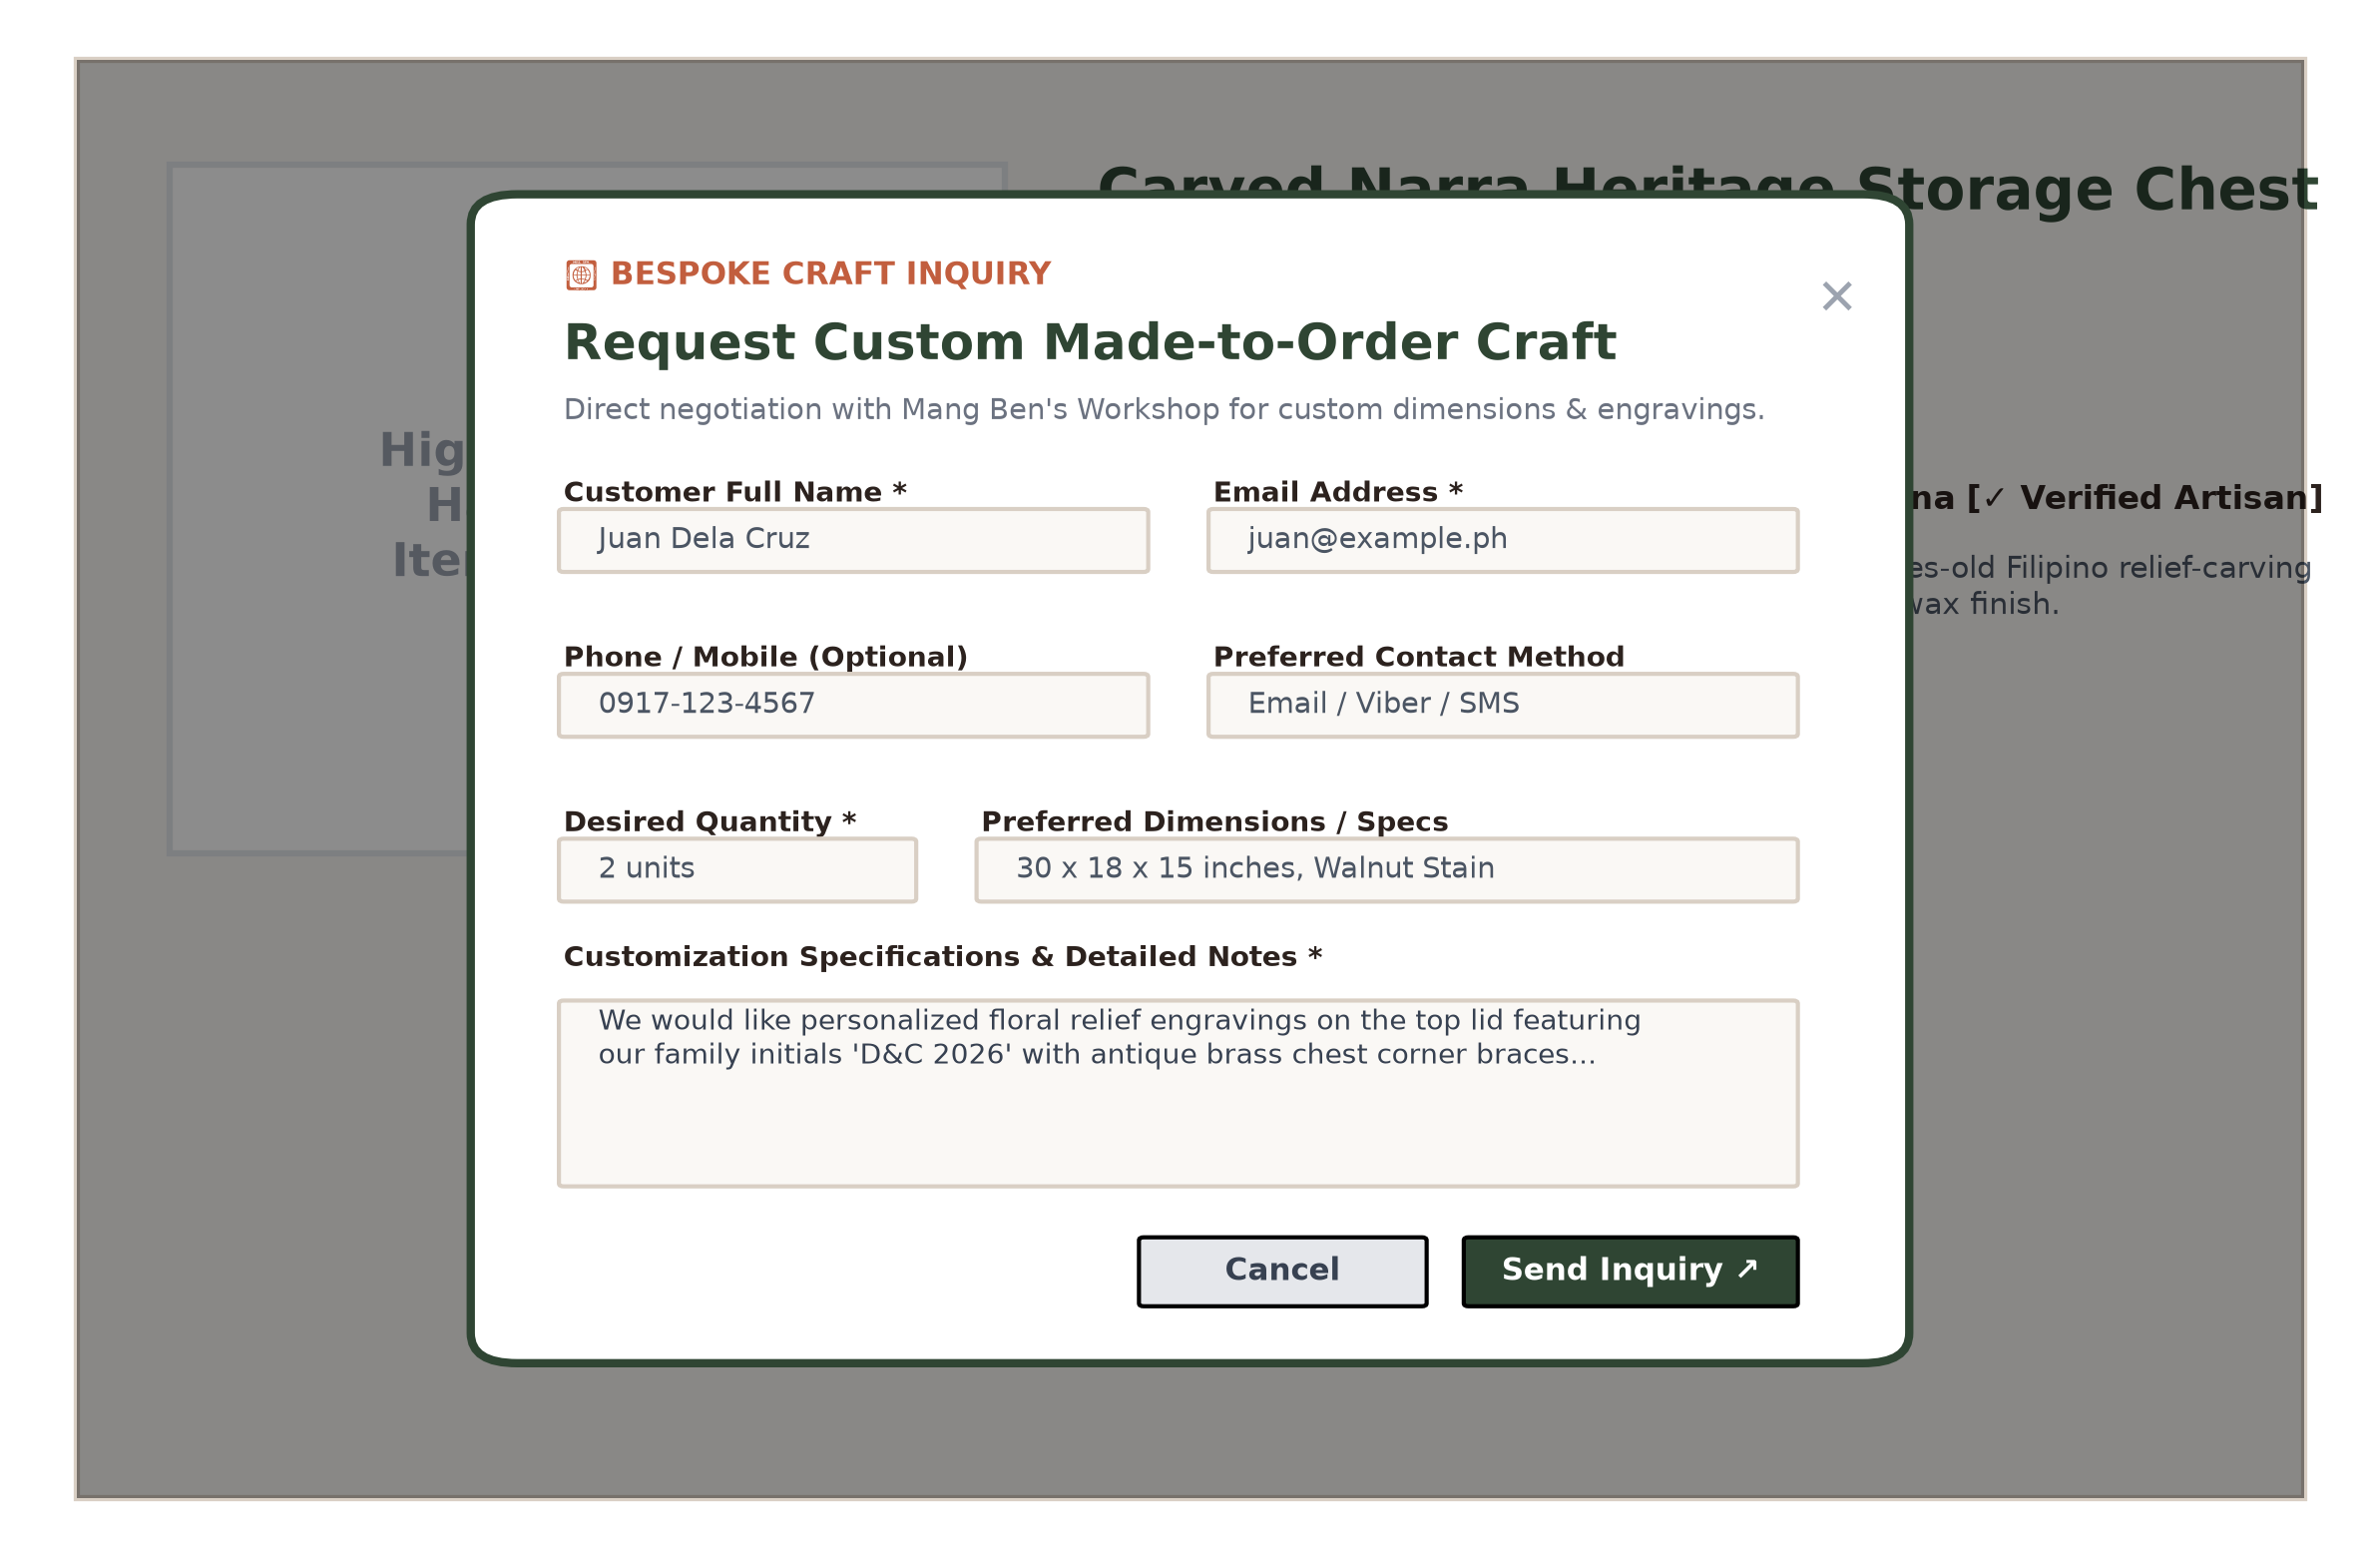 Carved Narra Heritage Storage Chest
BESPOKE CRAFT INQUIRY
×
Request Custom Made-to-Order Craft
Direct negotiation with Mang Ben's Workshop for custom dimensions & engravings.
Customer Full Name * Email Address *
Juan Dela Cruz juan@example.ph
na [✓ Verified Artisan]
es-old Filipino relief-carving
wax finish.
Phone / Mobile (Optional) Preferred Contact Method
0917-123-4567 Email / Viber / SMS
Desired Quantity * Preferred Dimensions / Specs
2 units 30 x 18 x 15 inches, Walnut Stain
Customization Specifications & Detailed Notes *
We would like personalized floral relief engravings on the top lid featuring
our family initials 'D&C 2026' with antique brass chest corner braces...
Cancel Send Inquiry ↗